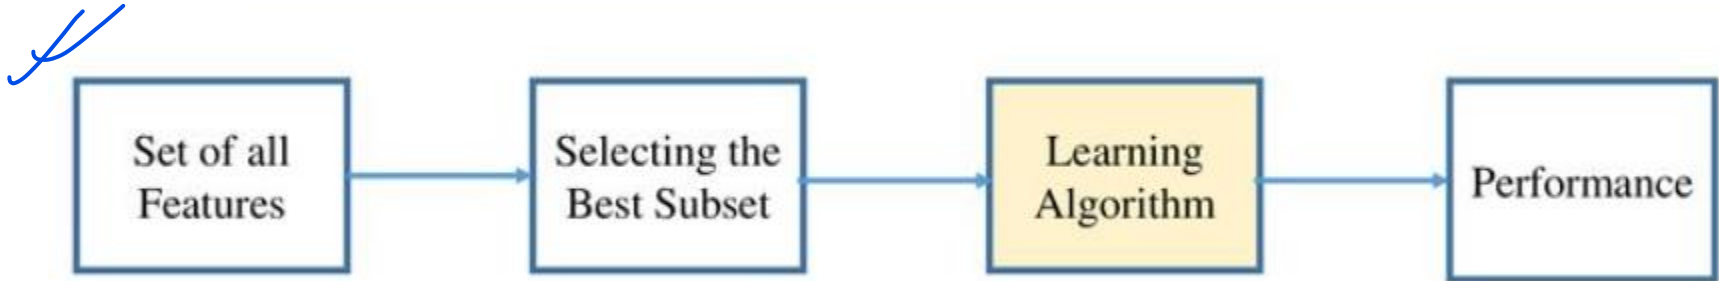 Set of all
Features
Selecting the
Best Subset
Learning
Algorithm
Performance